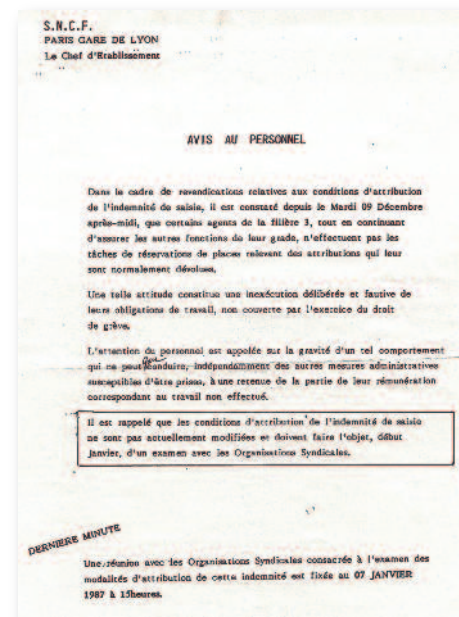 S.N.C.F.
PARIS GARE DE LYON
Le Chef d'Etablissement
AVIS AU PERSONNEL
Dans le cadre de revendications relatives aux conditions d'attribution
de l'indemnité de saisie, il est constaté depuis le Mardi 09 Décembre
après-midi, que certains agents de la filière 3, tout en continuant
d'assurer les autres fonctions de leur grade, n'effectuent pas les
tâches de réservations de places relevant des attributions qui leur
sont normalement dévolues.
Une telle attitude constitue une inexécution délibérée et fautive de
leurs obligations de travail, non couverte par l'exercice du droit
de grève.
L'attention du personnel est appelée sur la gravité d'un tel comportement
qui ne peut que conduire, indépendamment des autres mesures administratives
susceptibles d'être prises, à une retenue de la partie de leur rémunération
correspondant au travail non effectué.
Il est rappelé que les conditions d'attribution de l'indemnité de saisie
ne sont pas actuellement modifiées et doivent faire l'objet, début
Janvier, d'un examen avec les Organisations Syndicales.
DERNIERE MINUTE
Une réunion avec les Organisations Syndicales consacrée à l'examen des
modalités d'attribution de cette indemnité est fixée au 07 JANVIER
1987 à 15heures.